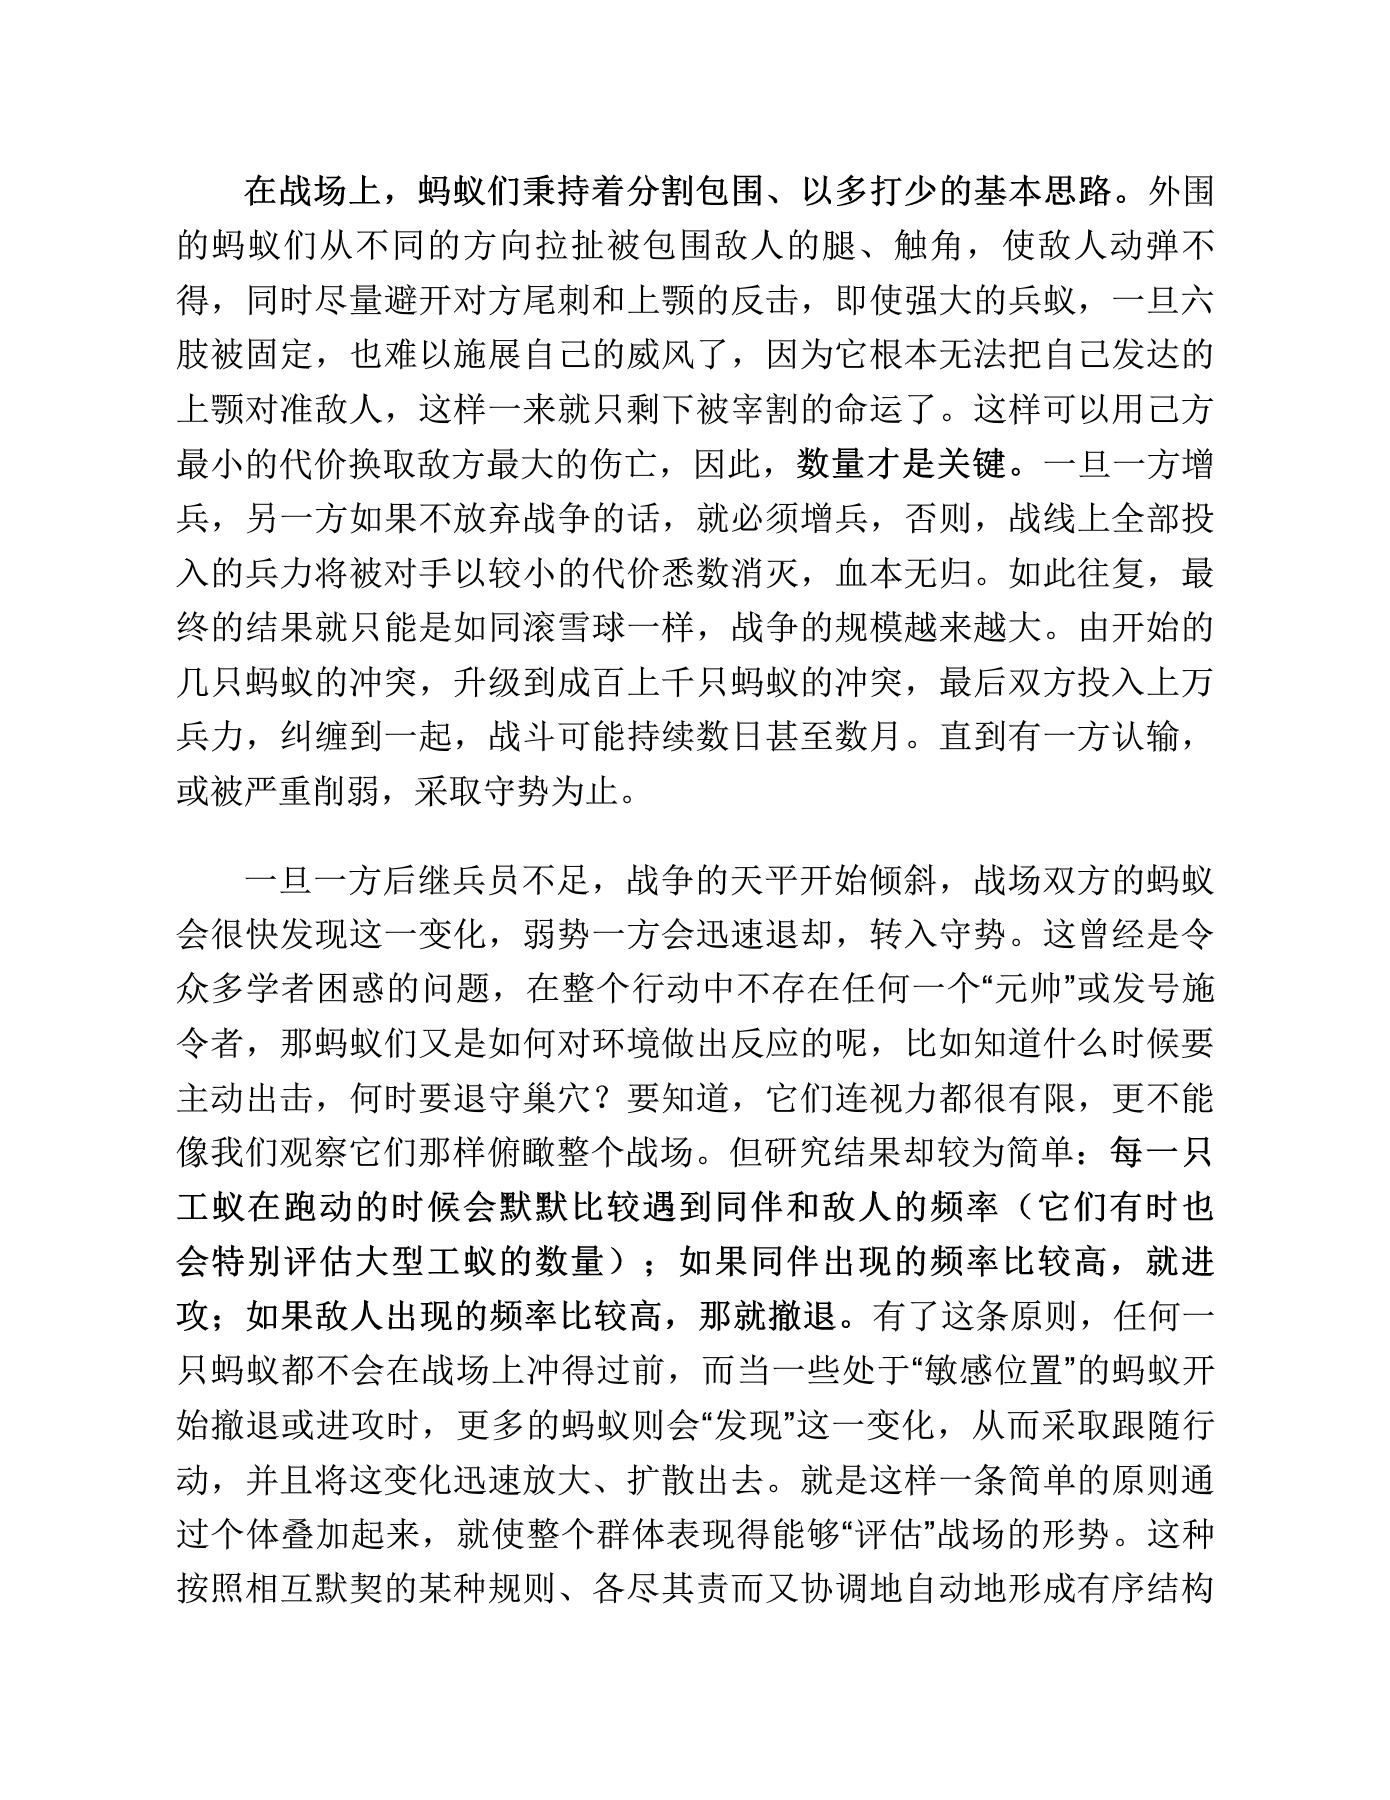 在战场上，蚂蚁们秉持着分割包围、以多打少的基本思路。外围
的蚂蚁们从不同的方向拉扯被包围敌人的腿、触角，使敌人动弹不
得，同时尽量避开对方尾刺和上颚的反击，即使强大的兵蚁，一旦六
肢被固定，也难以施展自己的威风了，因为它根本无法把自己发达的
上颚对准敌人，这样一来就只剩下被宰割的命运了。这样可以用己方
最小的代价换取敌方最大的伤亡，因此，数量才是关键。一旦一方增
兵，另一方如果不放弃战争的话，就必须增兵，否则，战线上全部投
入的兵力将被对手以较小的代价悉数消灭，血本无归。如此往复，最
终的结果就只能是如同滚雪球一样，战争的规模越来越大。由开始的
几只蚂蚁的冲突，升级到成百上千只蚂蚁的冲突，最后双方投入上万
兵力，纠缠到一起，战斗可能持续数日甚至数月。直到有一方认输，
或被严重削弱，采取守势为止。
一旦一方后继兵员不足，战争的天平开始倾斜，战场双方的蚂蚁
会很快发现这一变化，弱势一方会迅速退却，转入守势。这曾经是令
众多学者困惑的问题，在整个行动中不存在任何一个“元帅”或发号施
令者，那蚂蚁们又是如何对环境做出反应的呢，比如知道什么时候要
主动出击，何时要退守巢穴？要知道，它们连视力都很有限，更不能
像我们观察它们那样俯瞰整个战场。但研究结果却较为简单：每一只
工蚁在跑动的时候会默默比较遇到同伴和敌人的频率（它们有时也
会特别评估大型工蚁的数量）；如果同伴出现的频率比较高，就进
攻；如果敌人出现的频率比较高，那就撤退。有了这条原则，任何一
只蚂蚁都不会在战场上冲得过前，而当一些处于“敏感位置”的蚂蚁开
始撤退或进攻时，更多的蚂蚁则会“发现”这一变化，从而采取跟随行
动，并且将这变化迅速放大、扩散出去。就是这样一条简单的原则通
过个体叠加起来，就使整个群体表现得能够“评估”战场的形势。这种
按照相互默契的某种规则、各尽其责而又协调地自动地形成有序结构